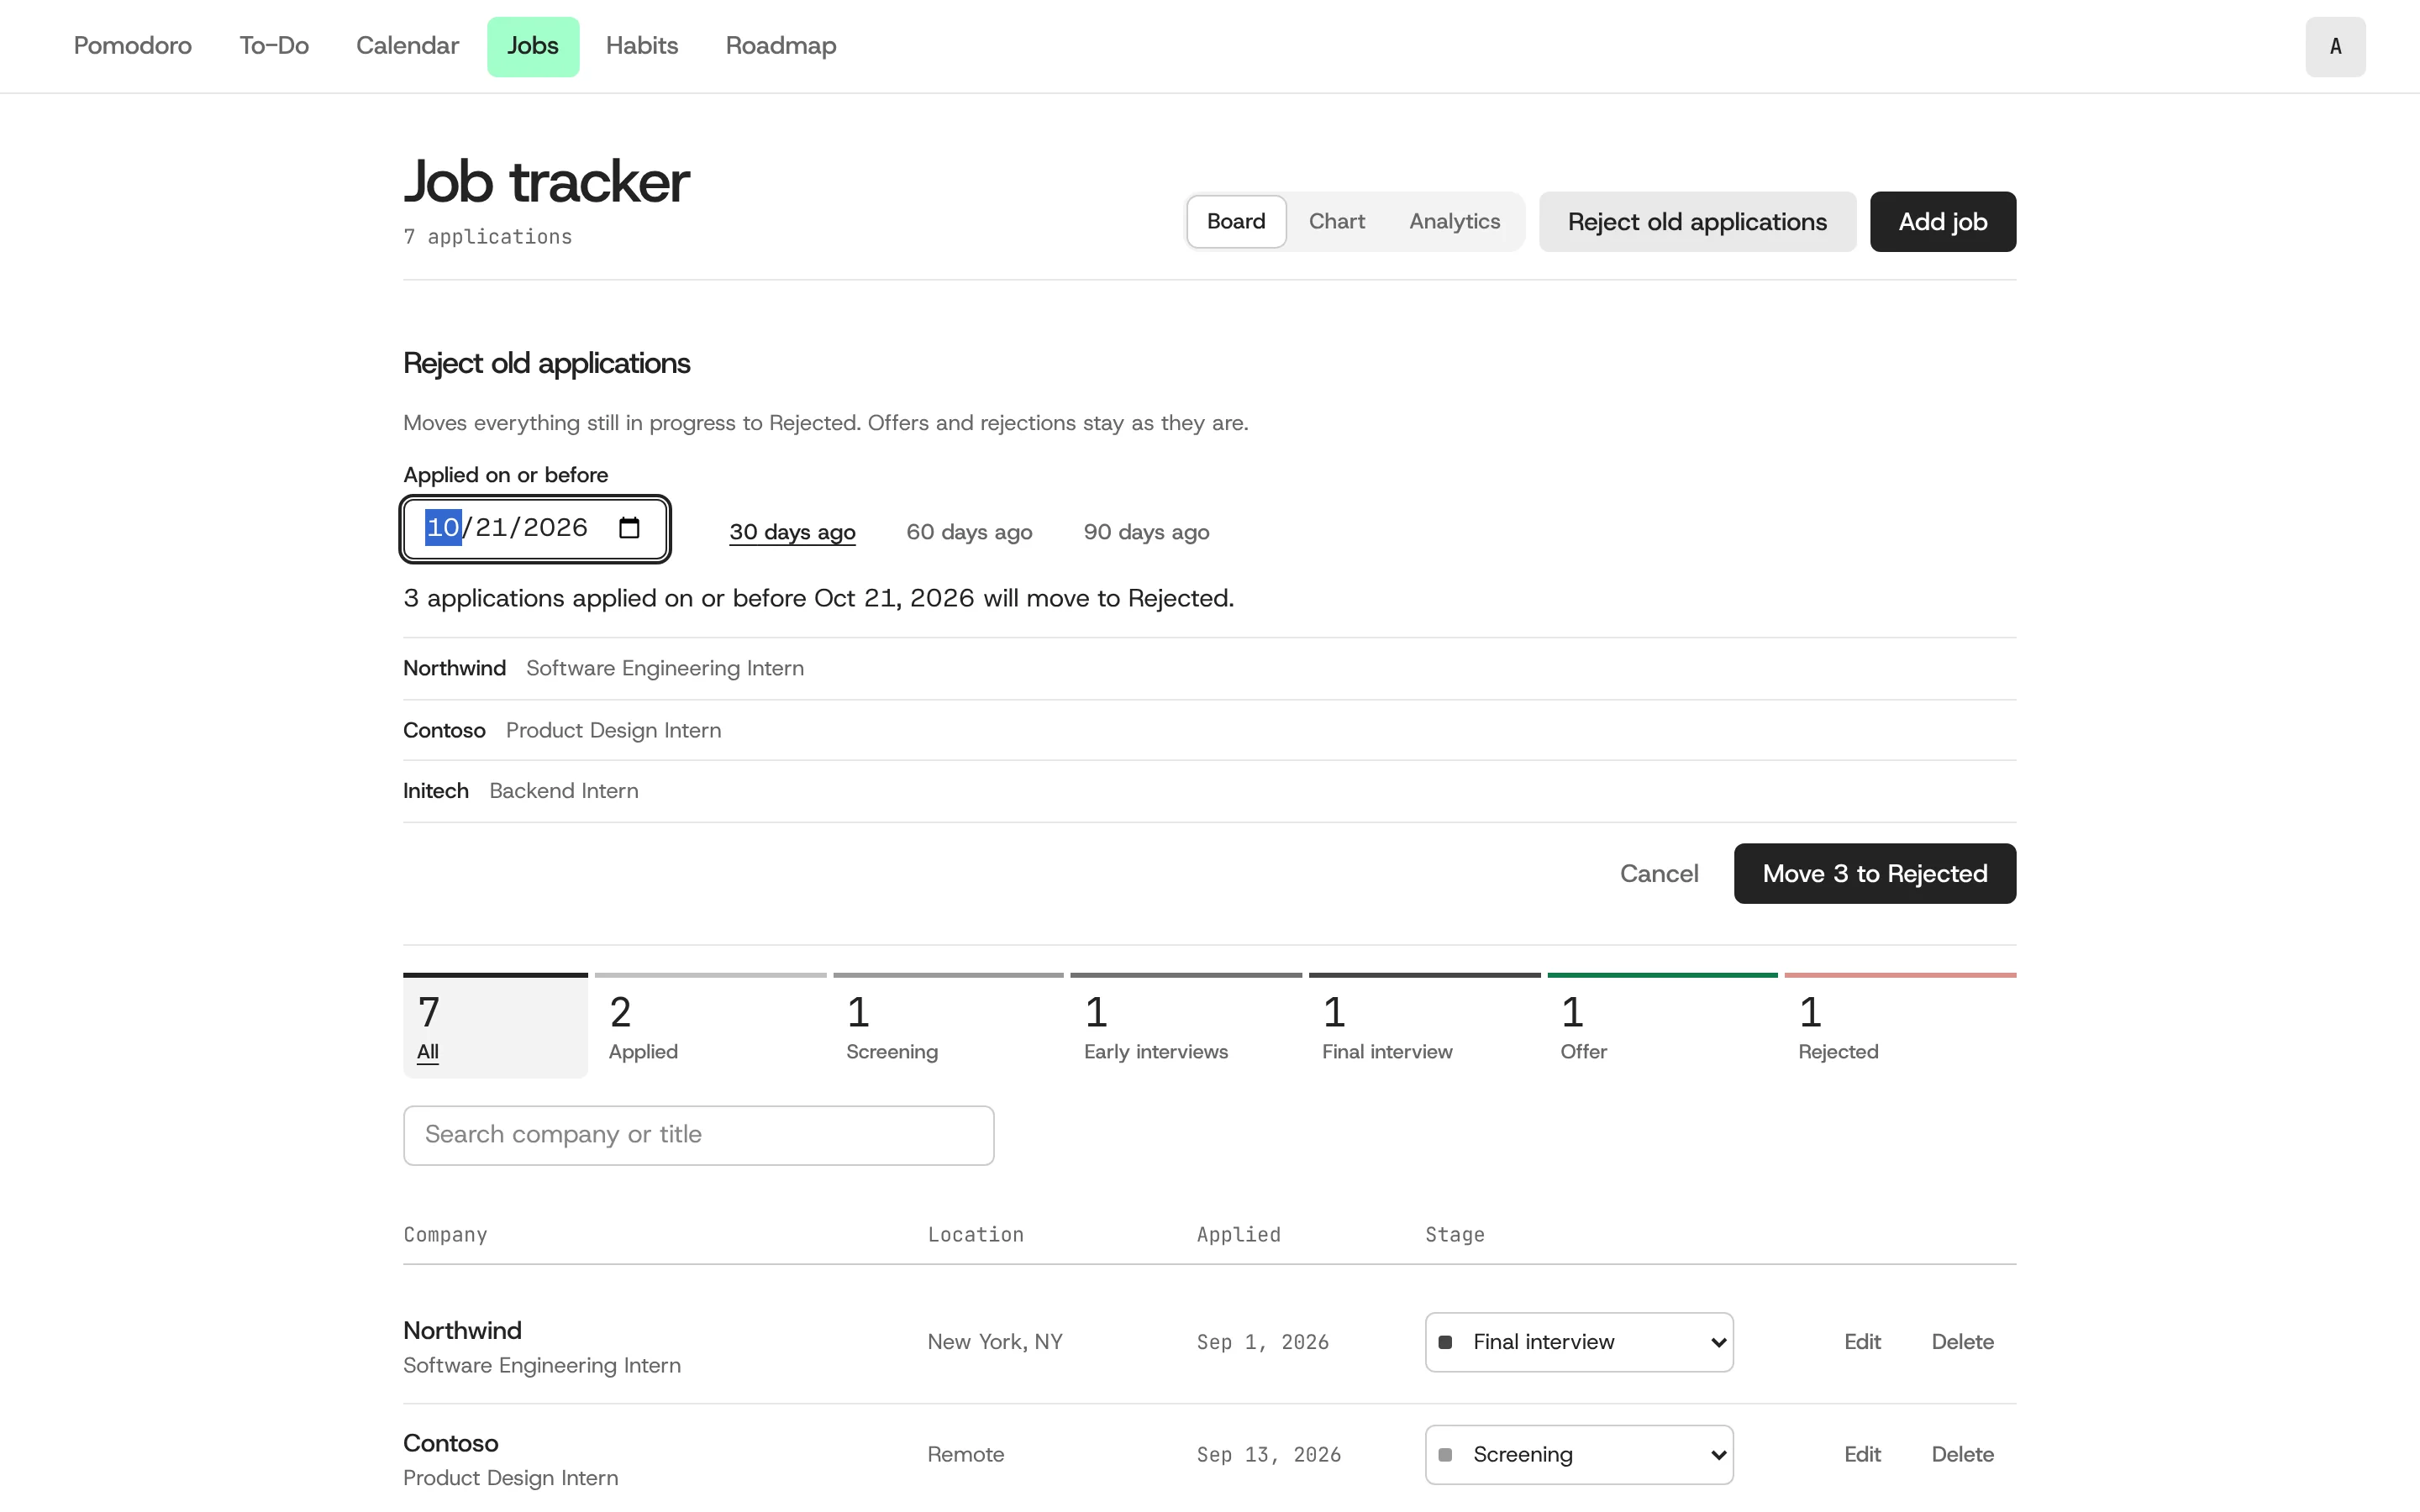 Pomodoro To-Do Calendar Jobs Habits Roadmap A
Job tracker
7 applications
Board Chart Analytics Reject old applications Add job
Reject old applications
Moves everything still in progress to Rejected. Offers and rejections stay as they are.
Applied on or before
10/21/2026 30 days ago 60 days ago 90 days ago
3 applications applied on or before Oct 21, 2026 will move to Rejected.
Northwind Software Engineering Intern
Contoso Product Design Intern
Initech Backend Intern
Cancel Move 3 to Rejected
7 2 1 1 1 1 1
All Applied Screening Early interviews Final interview Offer Rejected
Search company or title
Company Location Applied Stage
Northwind
Software Engineering Intern
New York, NY Sep 1, 2026 Final interview Edit Delete
Contoso
Product Design Intern
Remote Sep 13, 2026 Screening Edit Delete